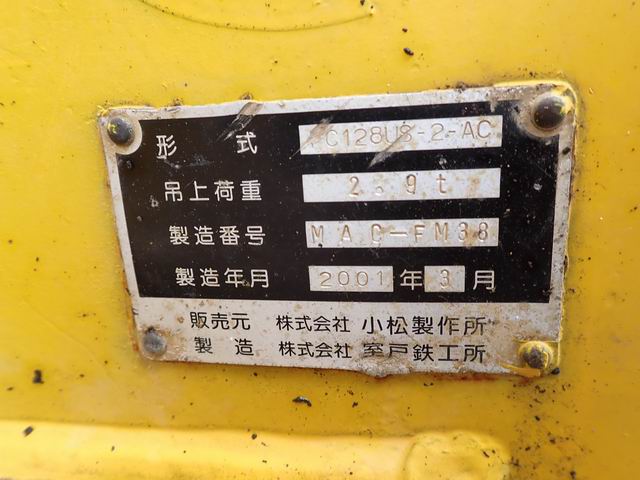 形式 PC128US-2-AC
吊上荷重 2.9t
製造番号 MAC-FM38
製造年月 2001年3月
販売元 株式会社 小松製作所
製造 株式会社 室戸鉄工所